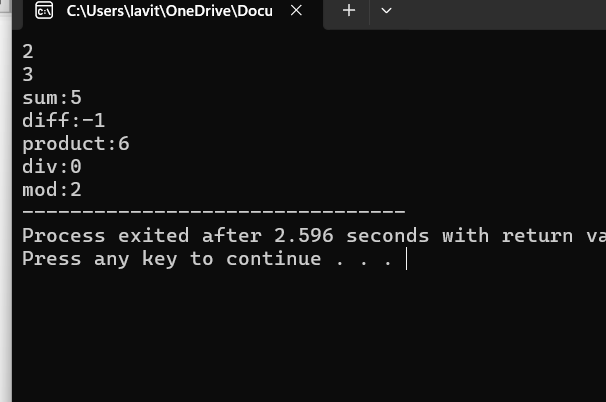 C:\Users\lavit\OneDrive\Docu
2
3
sum:5
diff:-1
product:6
div:0
mod:2
--------------------------------
Process exited after 2.596 seconds with return va
Press any key to continue . . .